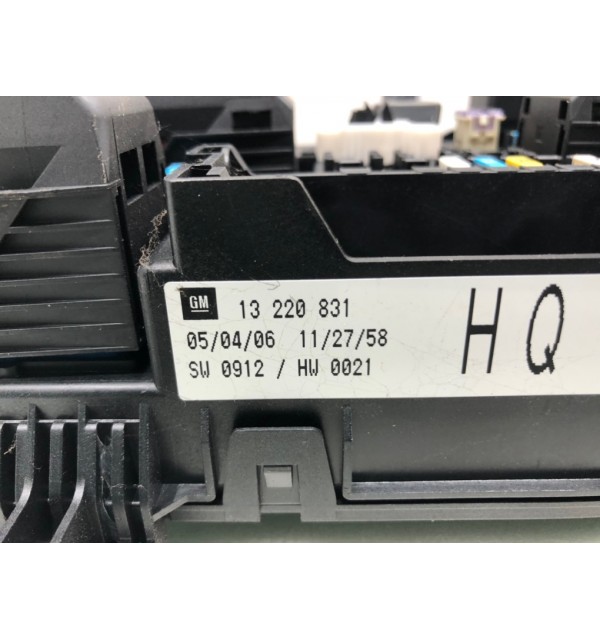 GM 13 220 831 HQ
05/04/06 11/27/58
SW 0912 / HW 0021